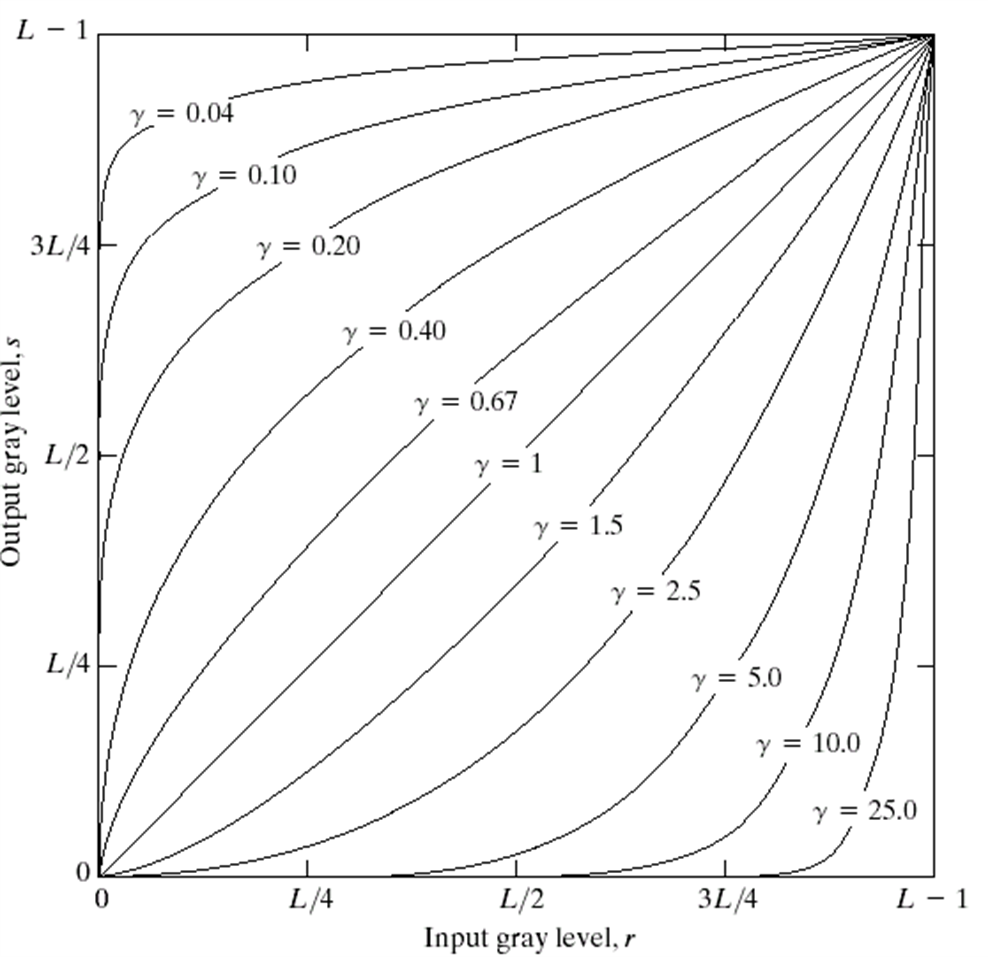 L − 1
γ = 0.04
γ = 0.10
3L/4
γ = 0.20
γ = 0.40
Output gray level, s
γ = 0.67
L/2
γ = 1
γ = 1.5
γ = 2.5
L/4
γ = 5.0
γ = 10.0
γ = 25.0
0
0 L/4 L/2 3L/4 L − 1
Input gray level, r